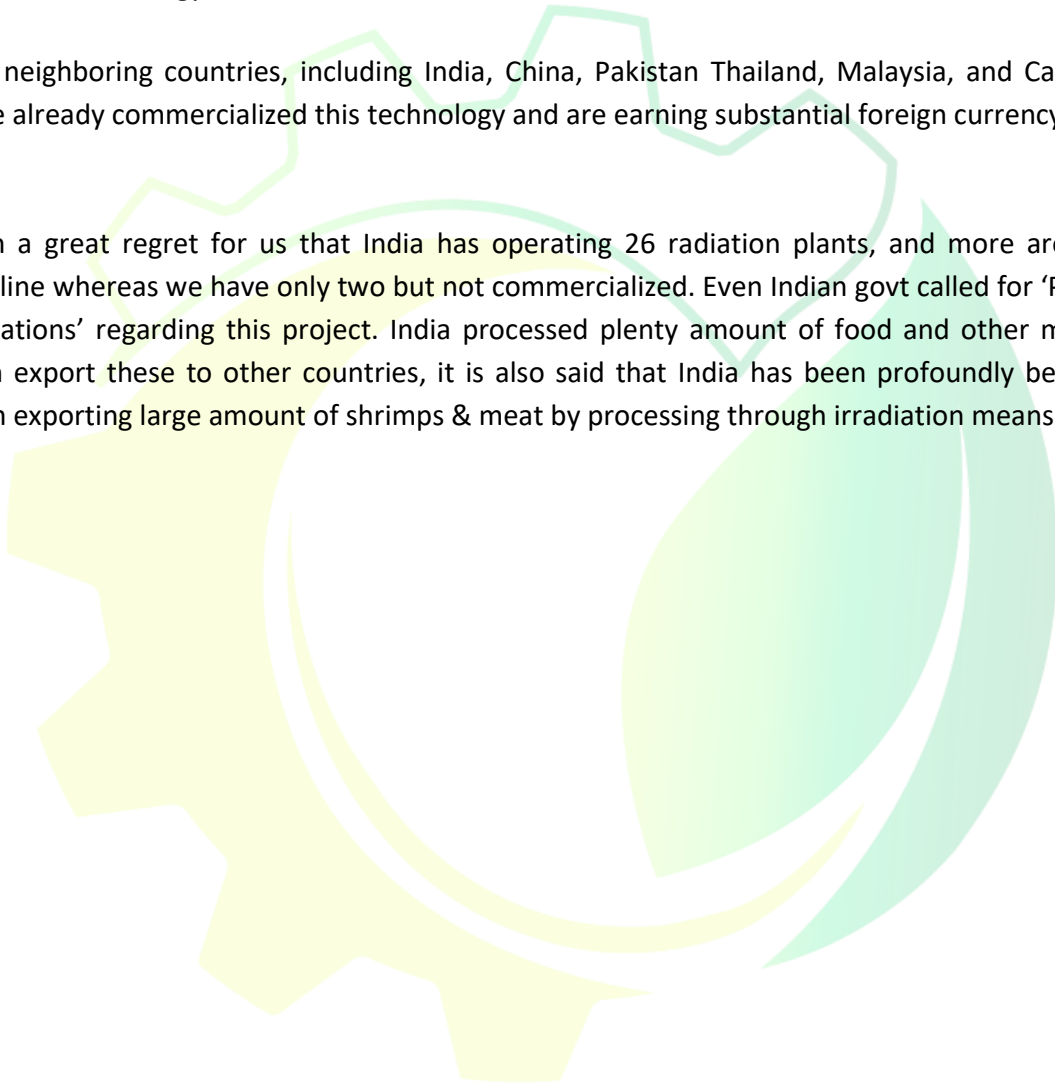 neighboring countries, including India, China, Pakistan Thailand, Malaysia, and Ca
already commercialized this technology and are earning substantial foreign currency
a great regret for us that India has operating 26 radiation plants, and more are
line whereas we have only two but not commercialized. Even Indian govt called for ‘P
ations’ regarding this project. India processed plenty amount of food and other m
export these to other countries, it is also said that India has been profoundly be
exporting large amount of shrimps & meat by processing through irradiation means